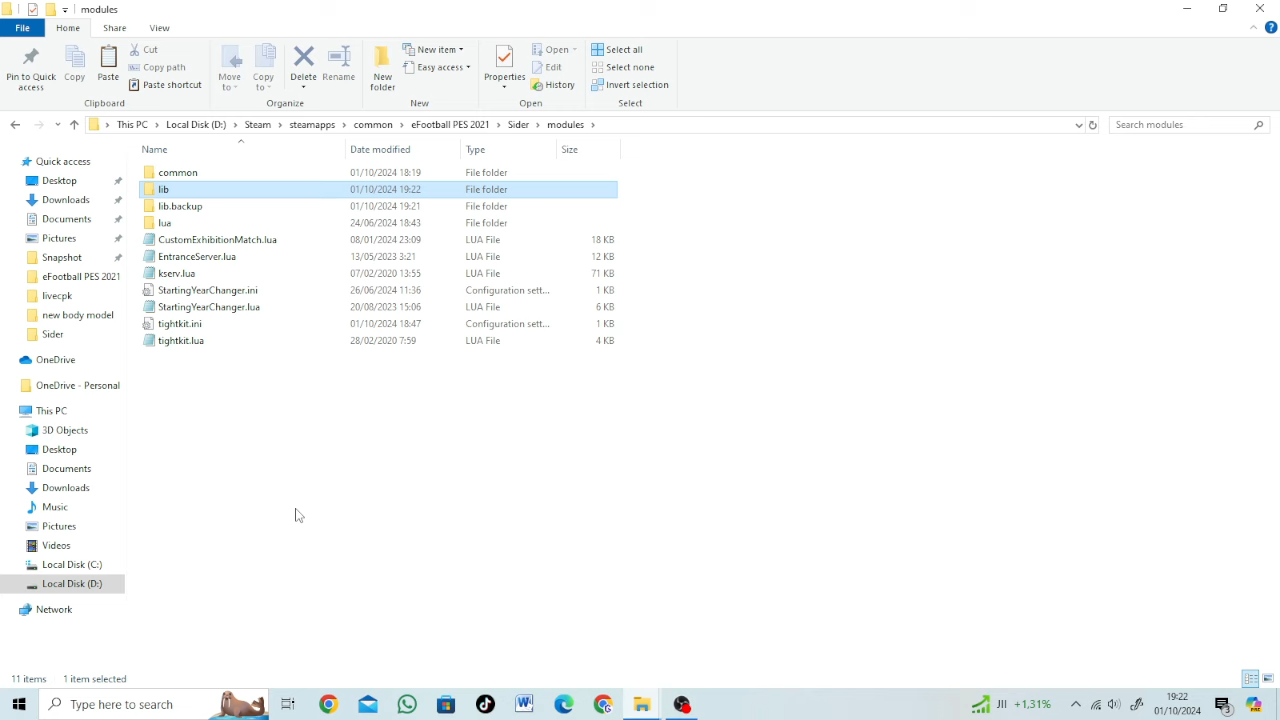 modules
File Home Share View
Pin to Quick access
Copy
Paste
Cut
Copy path
Paste shortcut
Clipboard
Move to
Copy to
Delete
Rename
Organize
New folder
New item
Easy access
New
Properties
Open
Edit
History
Open
Select all
Select none
Invert selection
Select
This PC Local Disk (D:) Steam steamapps common eFootball PES 2021 Sider modules
Search modules
Name Date modified Type Size
common 01/10/2024 18:19 File folder
lib 01/10/2024 19:22 File folder
lib.backup 01/10/2024 19:21 File folder
lua 24/06/2024 18:43 File folder
CustomExhibitionMatch.lua 08/01/2024 23:09 LUA File 18 KB
EntranceServer.lua 13/05/2023 3:21 LUA File 12 KB
kserv.lua 07/02/2020 13:55 LUA File 71 KB
StartingYearChanger.ini 26/06/2024 11:36 Configuration sett... 1 KB
StartingYearChanger.lua 20/08/2023 15:06 LUA File 6 KB
tightkit.ini 01/10/2024 18:47 Configuration sett... 1 KB
tightkit.lua 28/02/2020 7:59 LUA File 4 KB
Quick access
Desktop
Downloads
Documents
Pictures
Snapshot
eFootball PES 2021
livecpk
new body model
Sider
OneDrive
OneDrive - Personal
This PC
3D Objects
Desktop
Documents
Downloads
Music
Pictures
Videos
Local Disk (C:)
Local Disk (D:)
Network
11 items 1 item selected
Type here to search
JII +1,31%
19:22
01/10/2024
3